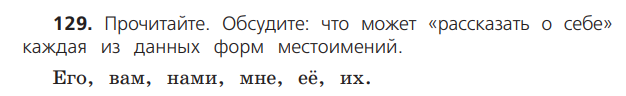 129. Прочитайте. Обсудите: что может «рассказать о себе»
каждая из данных форм местоимений.
Его, вам, нами, мне, её, их.